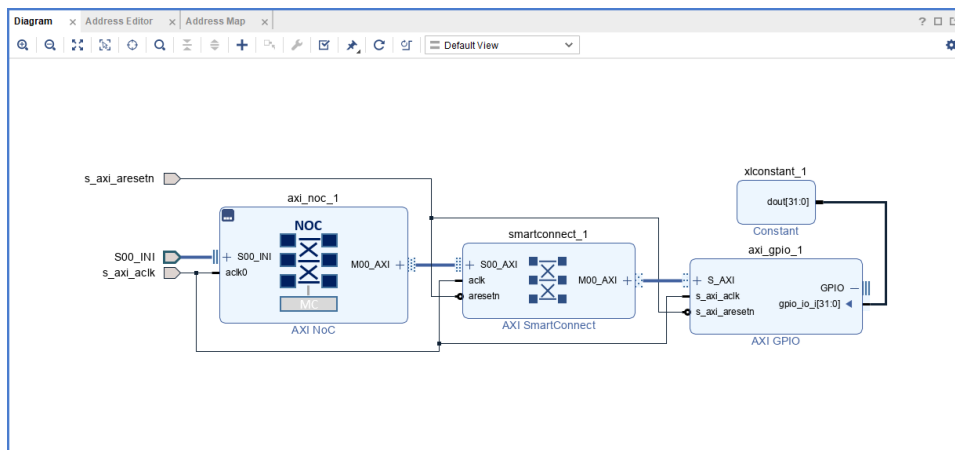 Diagram × Address Editor × Address Map ×
Default View
s_axi_aresetn
S00_INI
s_axi_aclk
axi_noc_1
NOC
S00_INI
aclk0
M00_AXI
MC
AXI NoC
smartconnect_1
S00_AXI
aclk
aresetn
M00_AXI
AXI SmartConnect
xlconstant_1
dout[31:0]
Constant
axi_gpio_1
S_AXI
s_axi_aclk
s_axi_aresetn
GPIO
gpio_io_i[31:0]
AXI GPIO